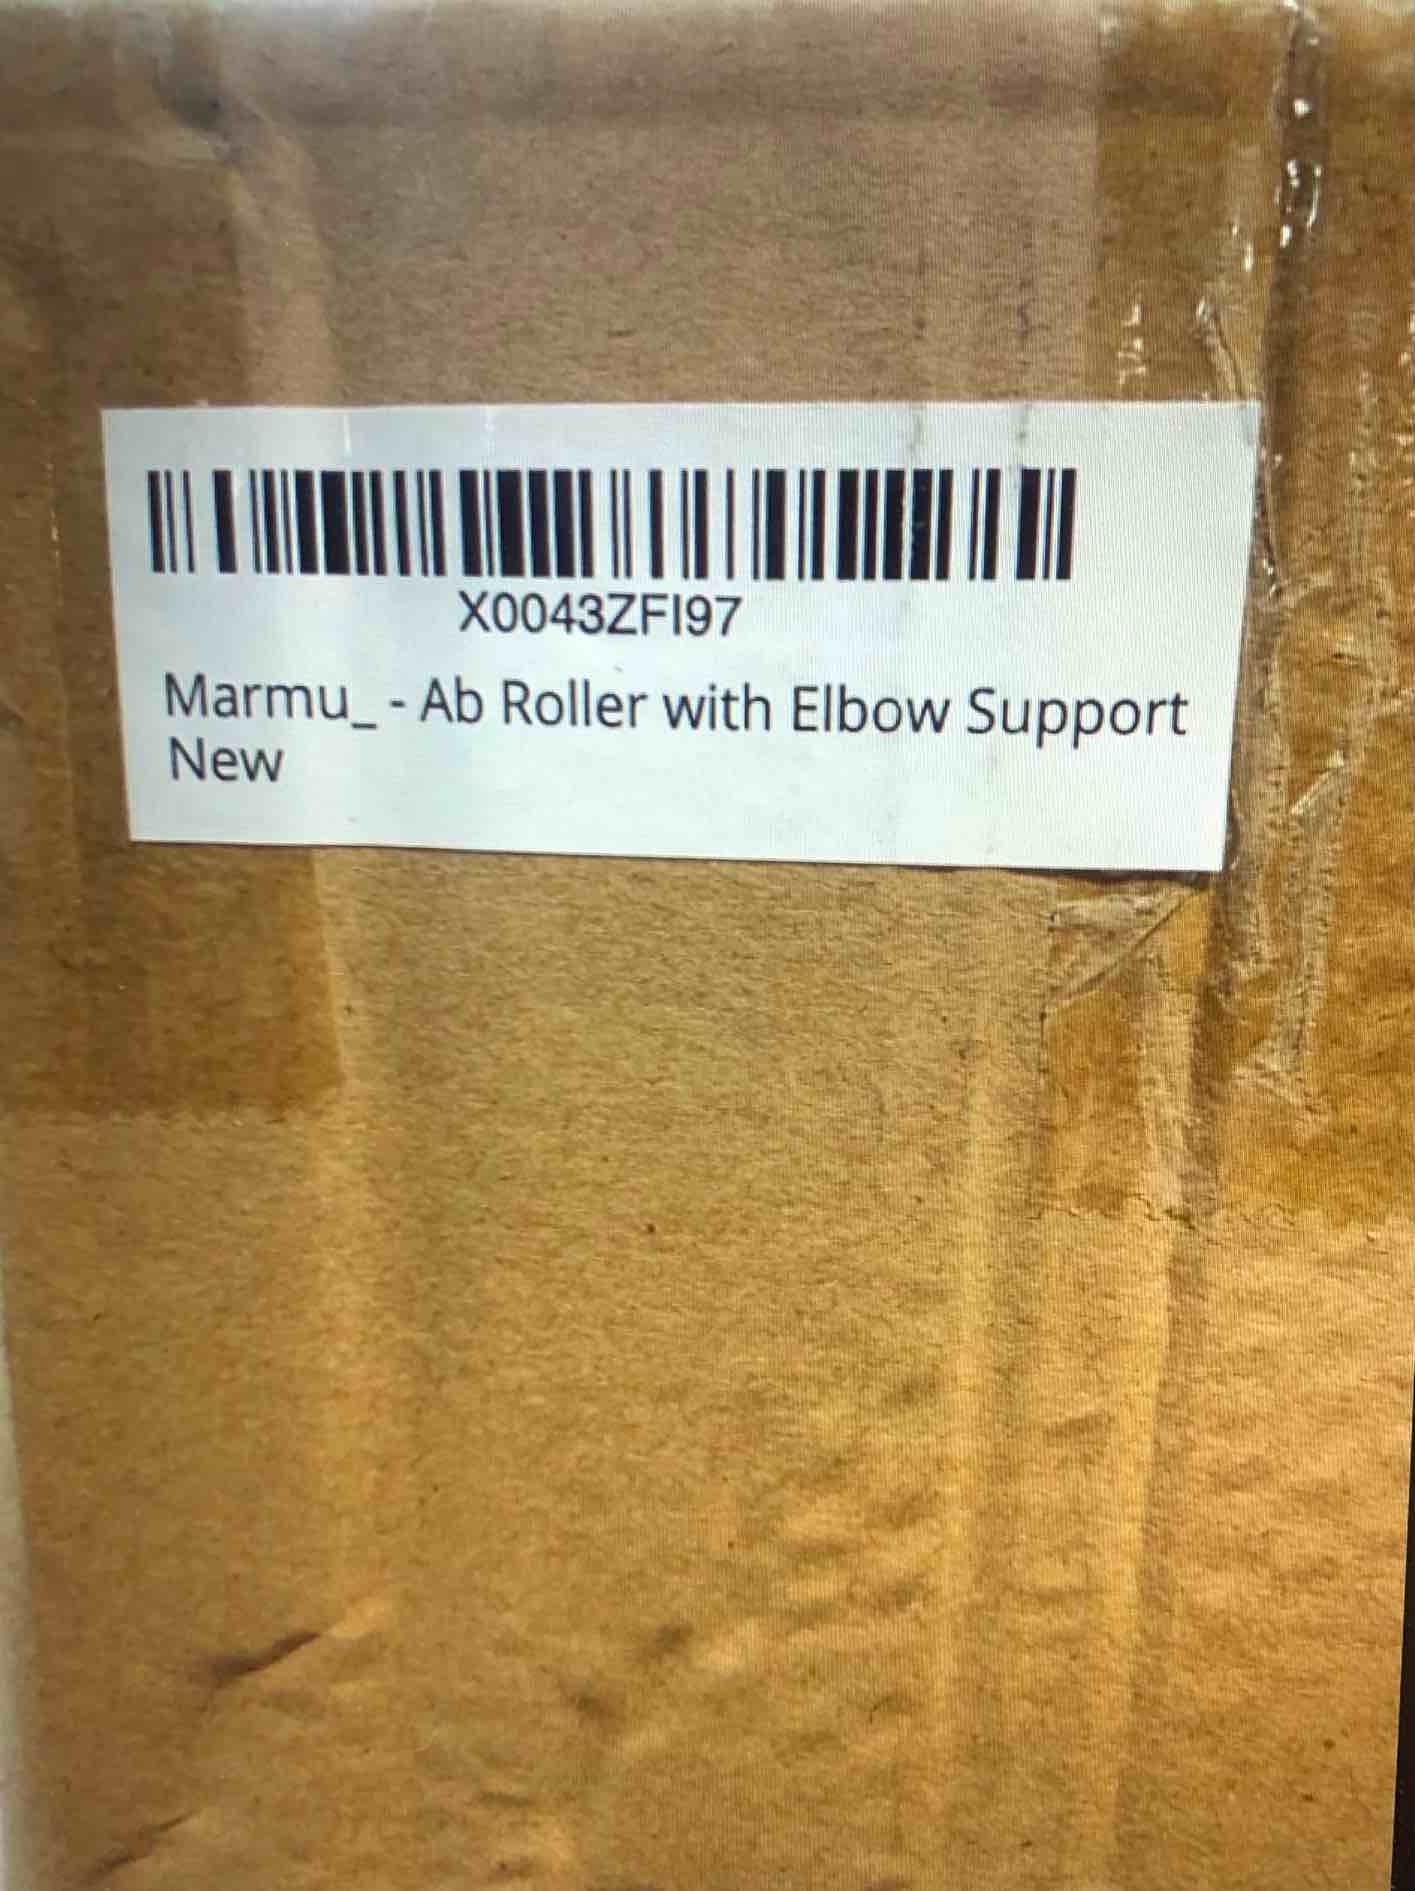 X0043ZFI97
Marmu_ - Ab Roller with Elbow Support
New